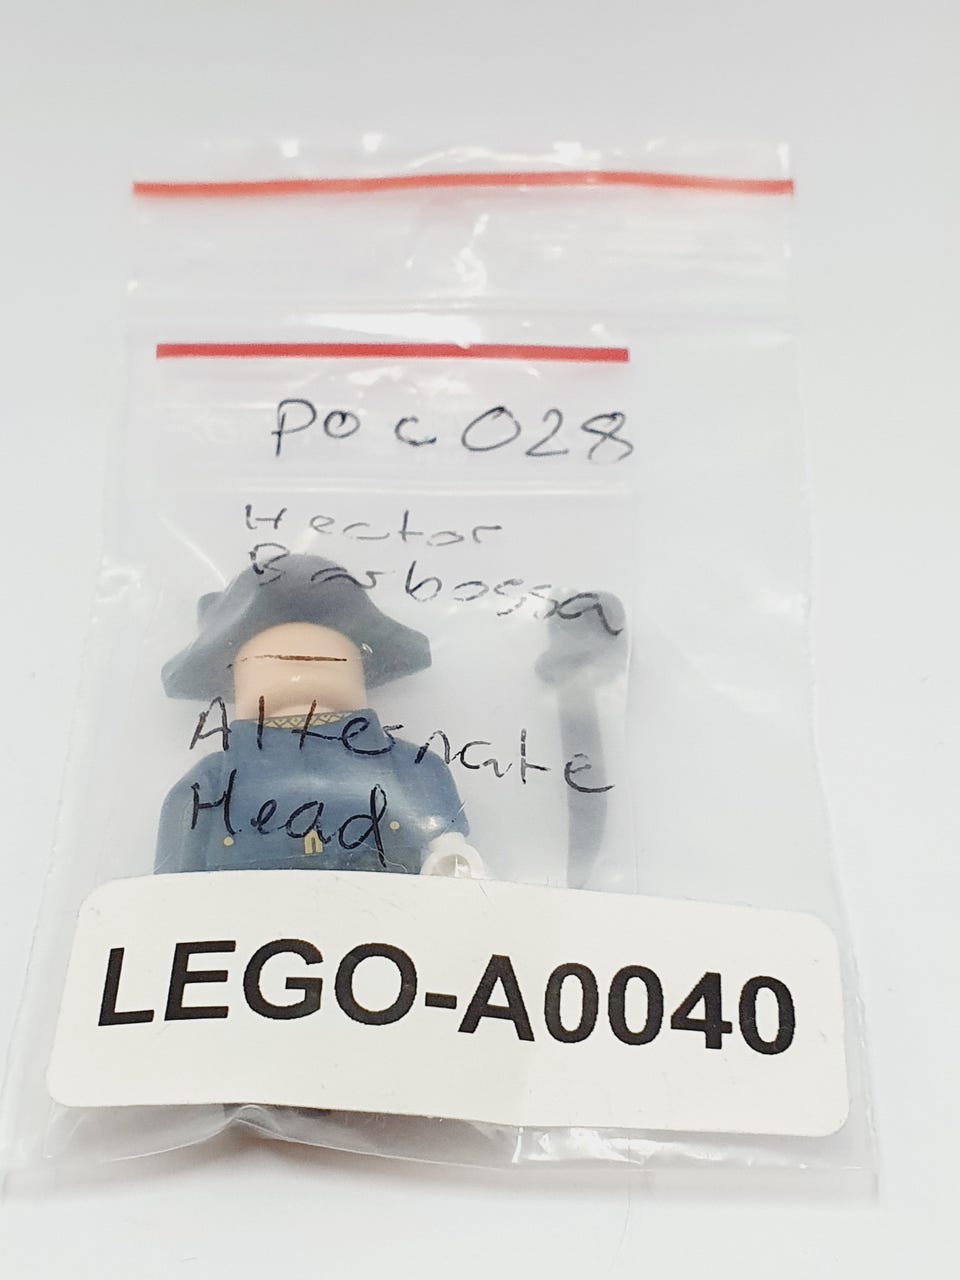 poc028
Hector
Barbossa
Alternate
Head
LEGO-A0040